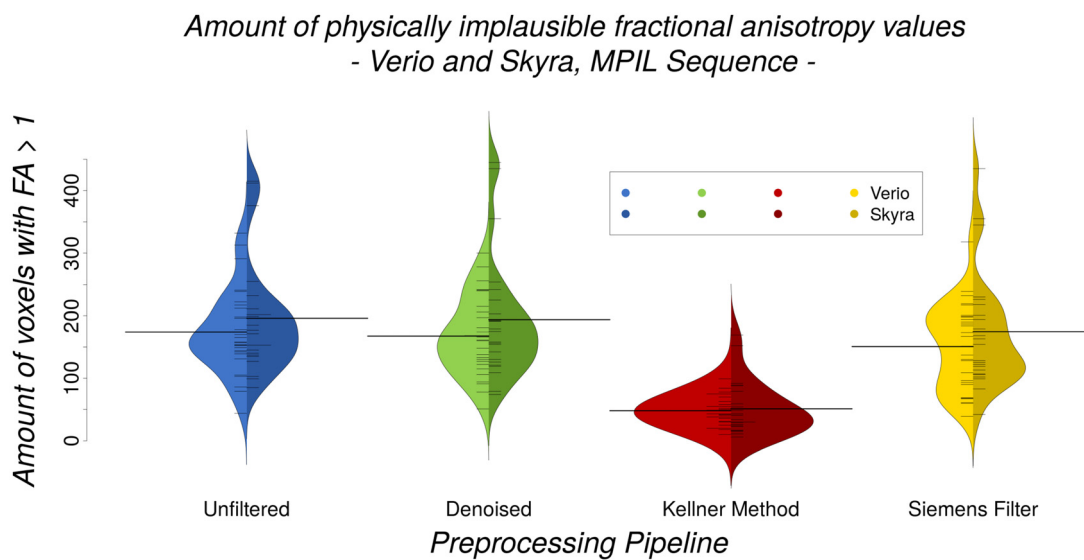 Amount of physically implausible fractional anisotropy values
- Verio and Skyra, MPIL Sequence -
Amount of voxels with FA > 1
400
300
200
100
0
Verio
Skyra
Unfiltered
Denoised
Kellner Method
Siemens Filter
Preprocessing Pipeline